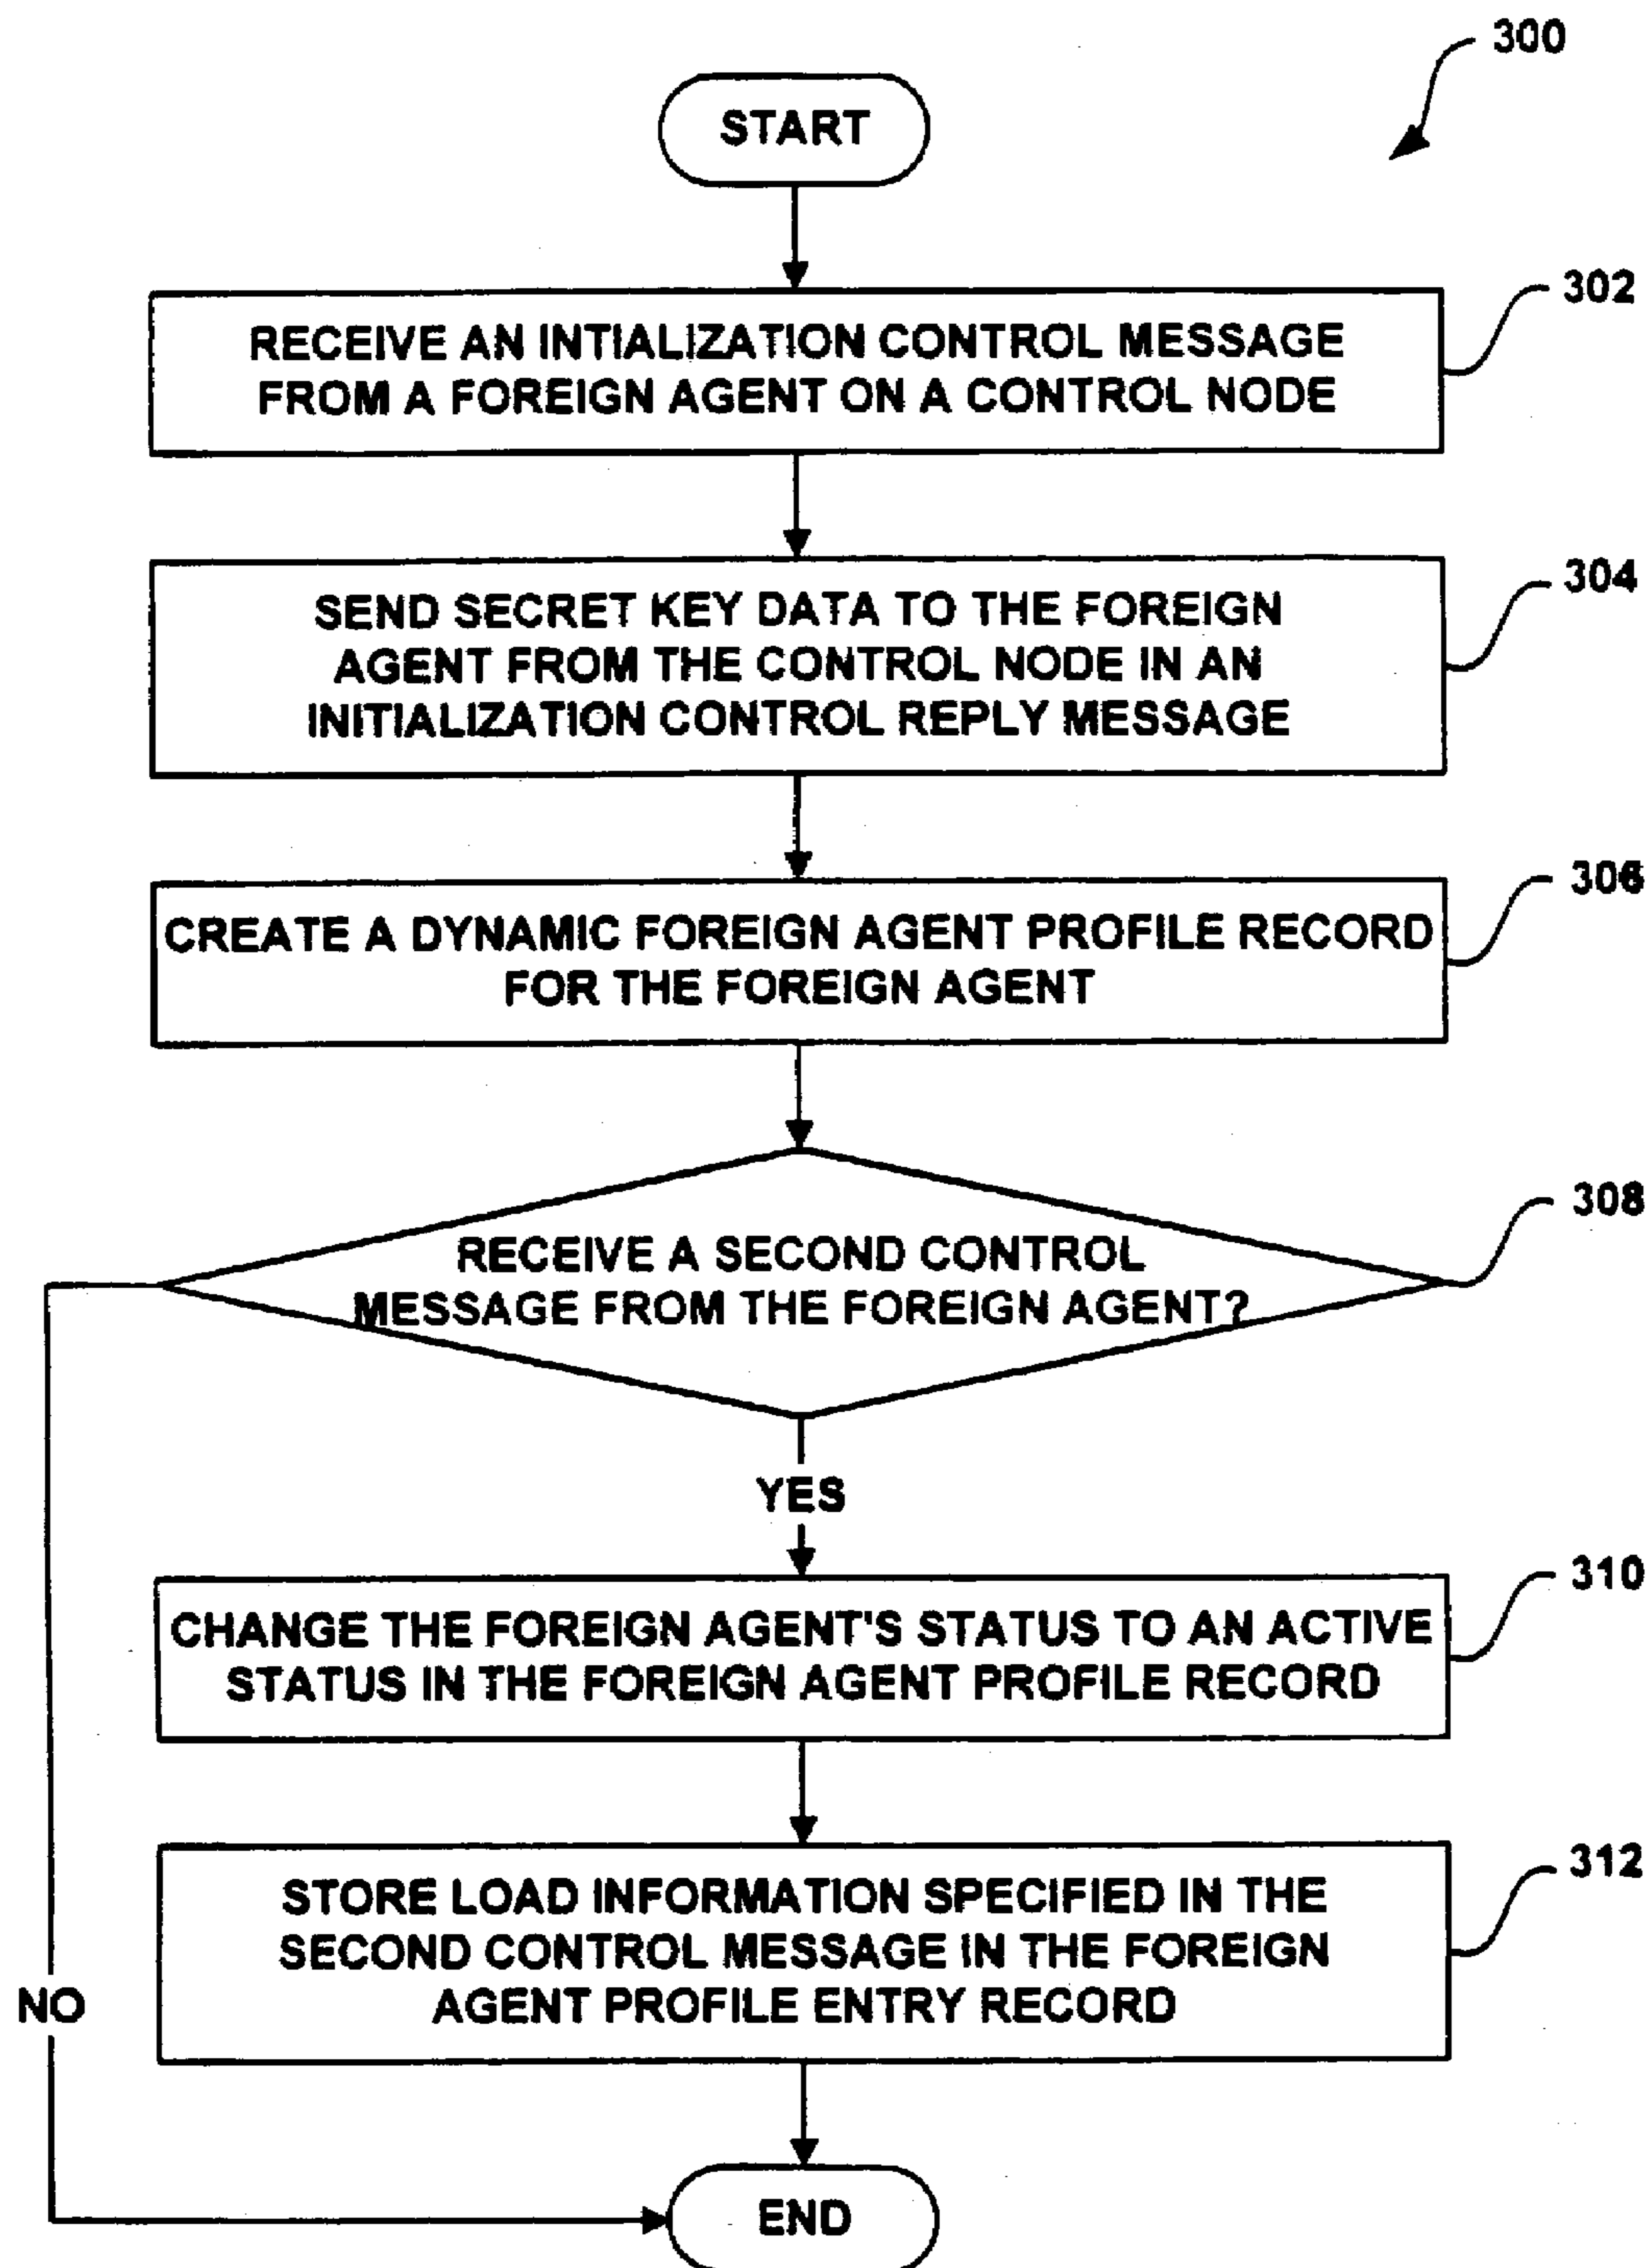 300
START
302
RECEIVE AN INTIALIZATION CONTROL MESSAGE
FROM A FOREIGN AGENT ON A CONTROL NODE
304
SEND SECRET KEY DATA TO THE FOREIGN
AGENT FROM THE CONTROL NODE IN AN
INITIALIZATION CONTROL REPLY MESSAGE
306
CREATE A DYNAMIC FOREIGN AGENT PROFILE RECORD
FOR THE FOREIGN AGENT
308
RECEIVE A SECOND CONTROL
MESSAGE FROM THE FOREIGN AGENT?
YES
310
CHANGE THE FOREIGN AGENT'S STATUS TO AN ACTIVE
STATUS IN THE FOREIGN AGENT PROFILE RECORD
312
STORE LOAD INFORMATION SPECIFIED IN THE
SECOND CONTROL MESSAGE IN THE FOREIGN
AGENT PROFILE ENTRY RECORD
NO
END